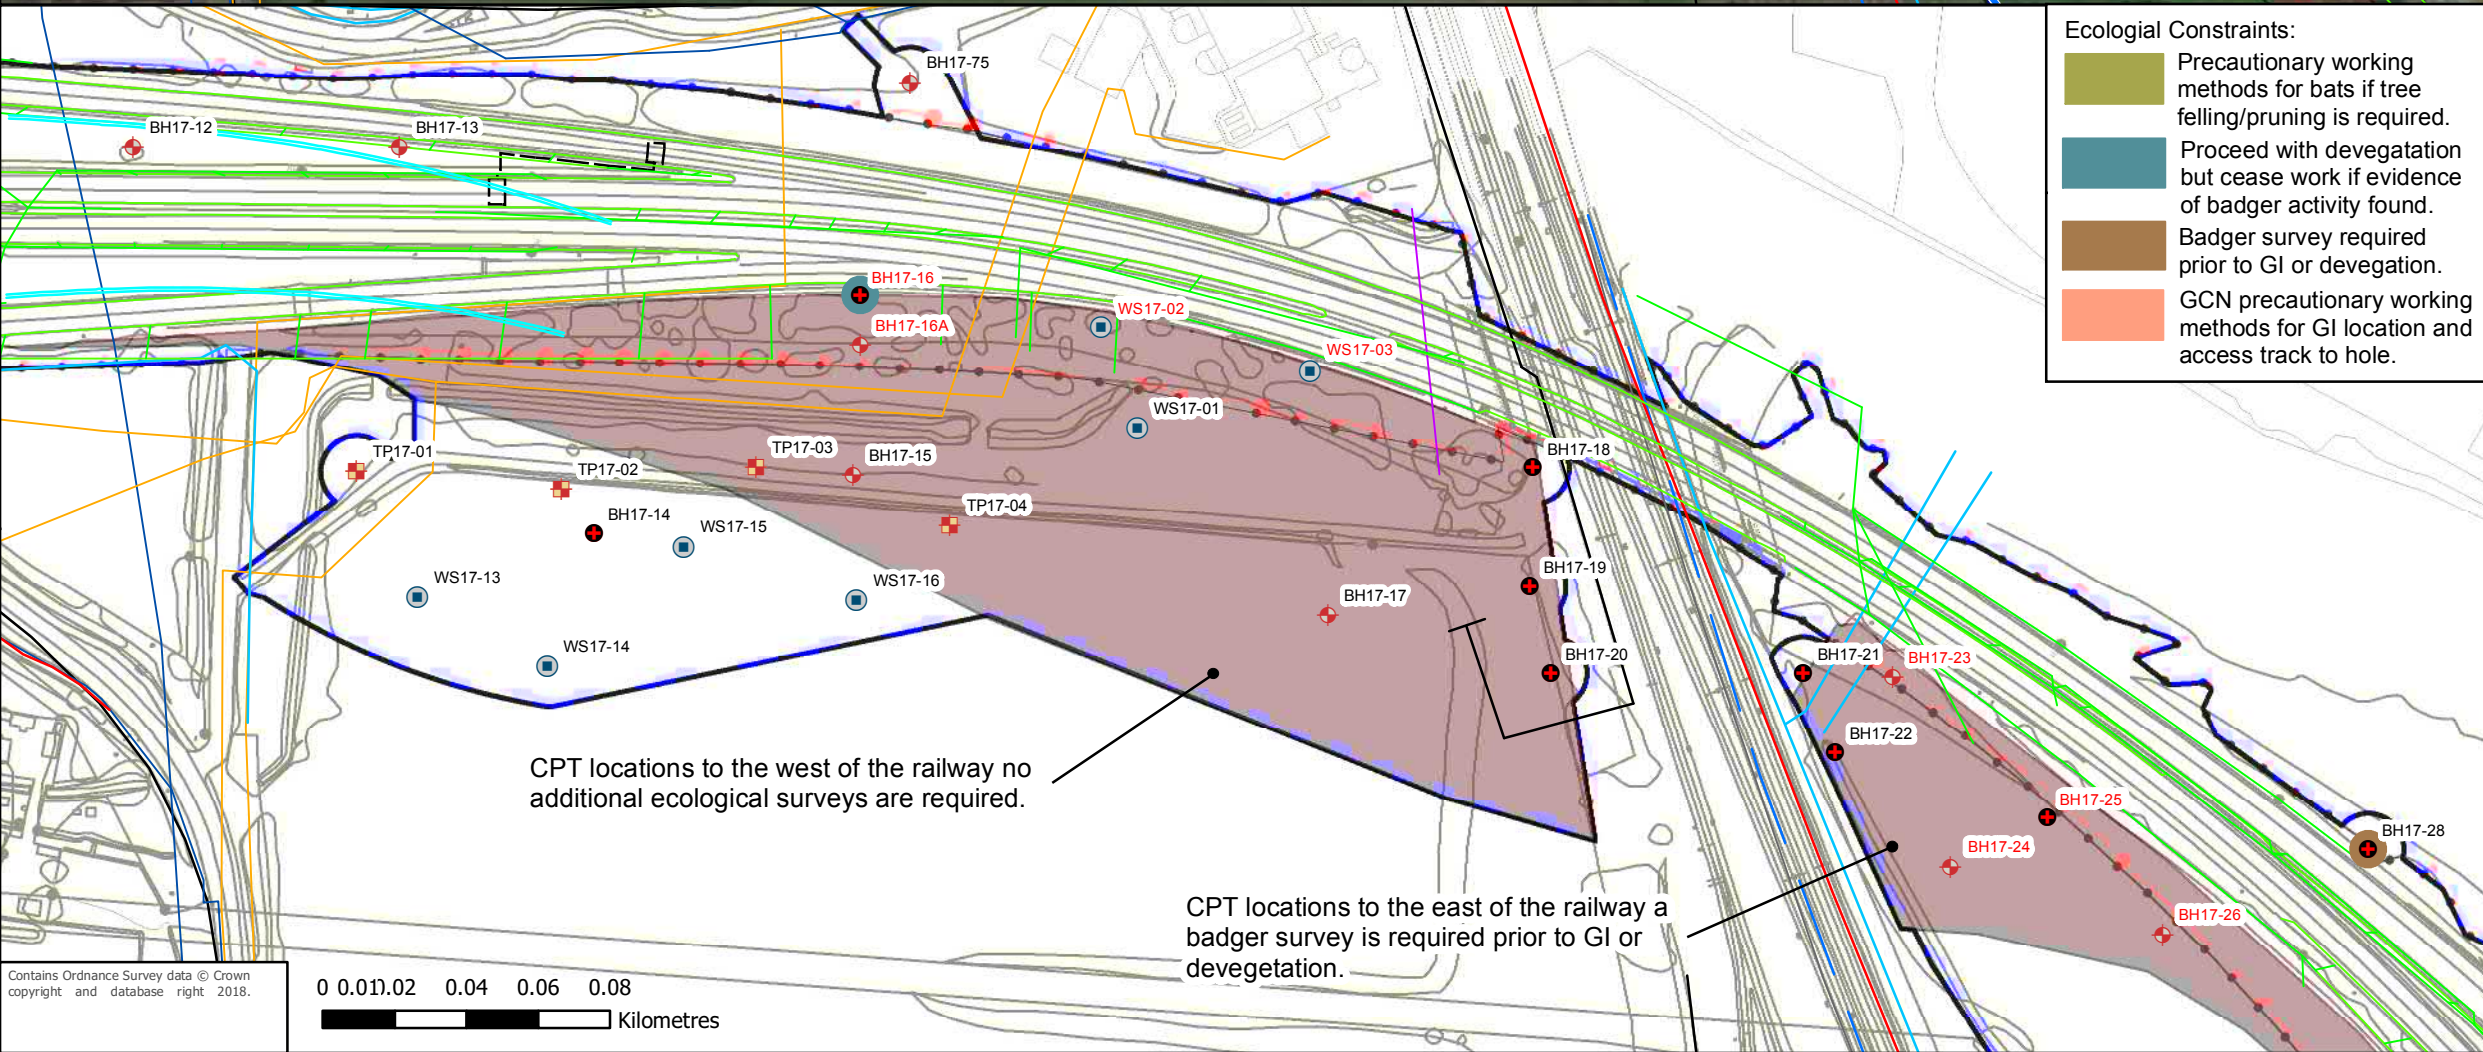 Ecologial Constraints:
Precautionary working
methods for bats if tree
felling/pruning is required.
Proceed with devegatation
but cease work if evidence
of badger activity found.
Badger survey required
prior to GI or devegation.
GCN precautionary working
methods for GI location and
access track to hole.
BH17-75
BH17-12
BH17-13
BH17-16
WS17-02
BH17-16A
WS17-03
WS17-01
TP17-01
TP17-02
TP17-03
BH17-15
BH17-18
TP17-04
BH17-14
WS17-15
WS17-13
WS17-16
BH17-17
BH17-19
WS17-14
BH17-20
BH17-21
BH17-23
BH17-22
BH17-25
BH17-24
BH17-28
BH17-26
CPT locations to the west of the railway no
additional ecological surveys are required.
CPT locations to the east of the railway a
badger survey is required prior to GI or
devegetation.
Contains Ordnance Survey data © Crown
copyright and database right 2018.
0 0.01 0.02 0.04 0.06 0.08
Kilometres